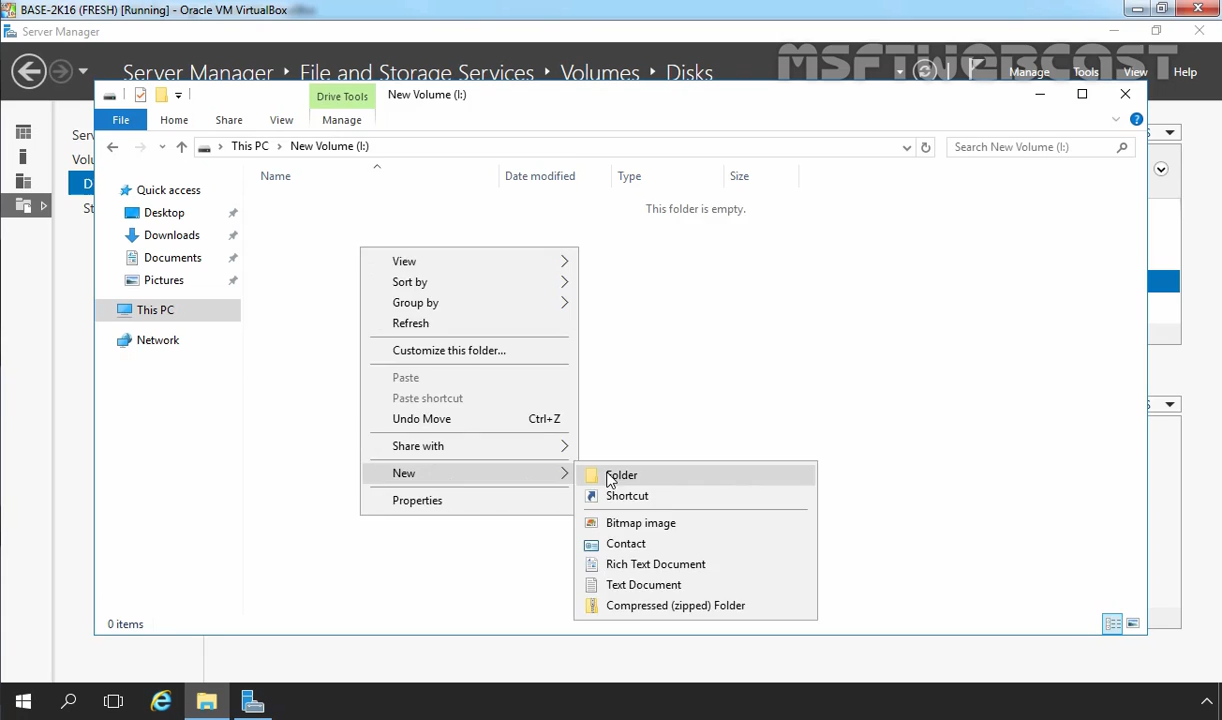 BASE-2K16 (FRESH) [Running] - Oracle VM VirtualBox
Server Manager
MSFTWEBCAST
Server Manager File and Storage Services Volumes Disks
Manage Tools View Help
Drive Tools New Volume (I:)
File Home Share View Manage
This PC New Volume (I:)
Search New Volume (I:)
Name Date modified Type Size
This folder is empty.
Quick access
Desktop
Downloads
Documents
Pictures
This PC
Network
View
Sort by
Group by
Refresh
Customize this folder...
Paste
Paste shortcut
Undo Move Ctrl+Z
Share with
New
Properties
Folder
Shortcut
Bitmap image
Contact
Rich Text Document
Text Document
Compressed (zipped) Folder
0 items